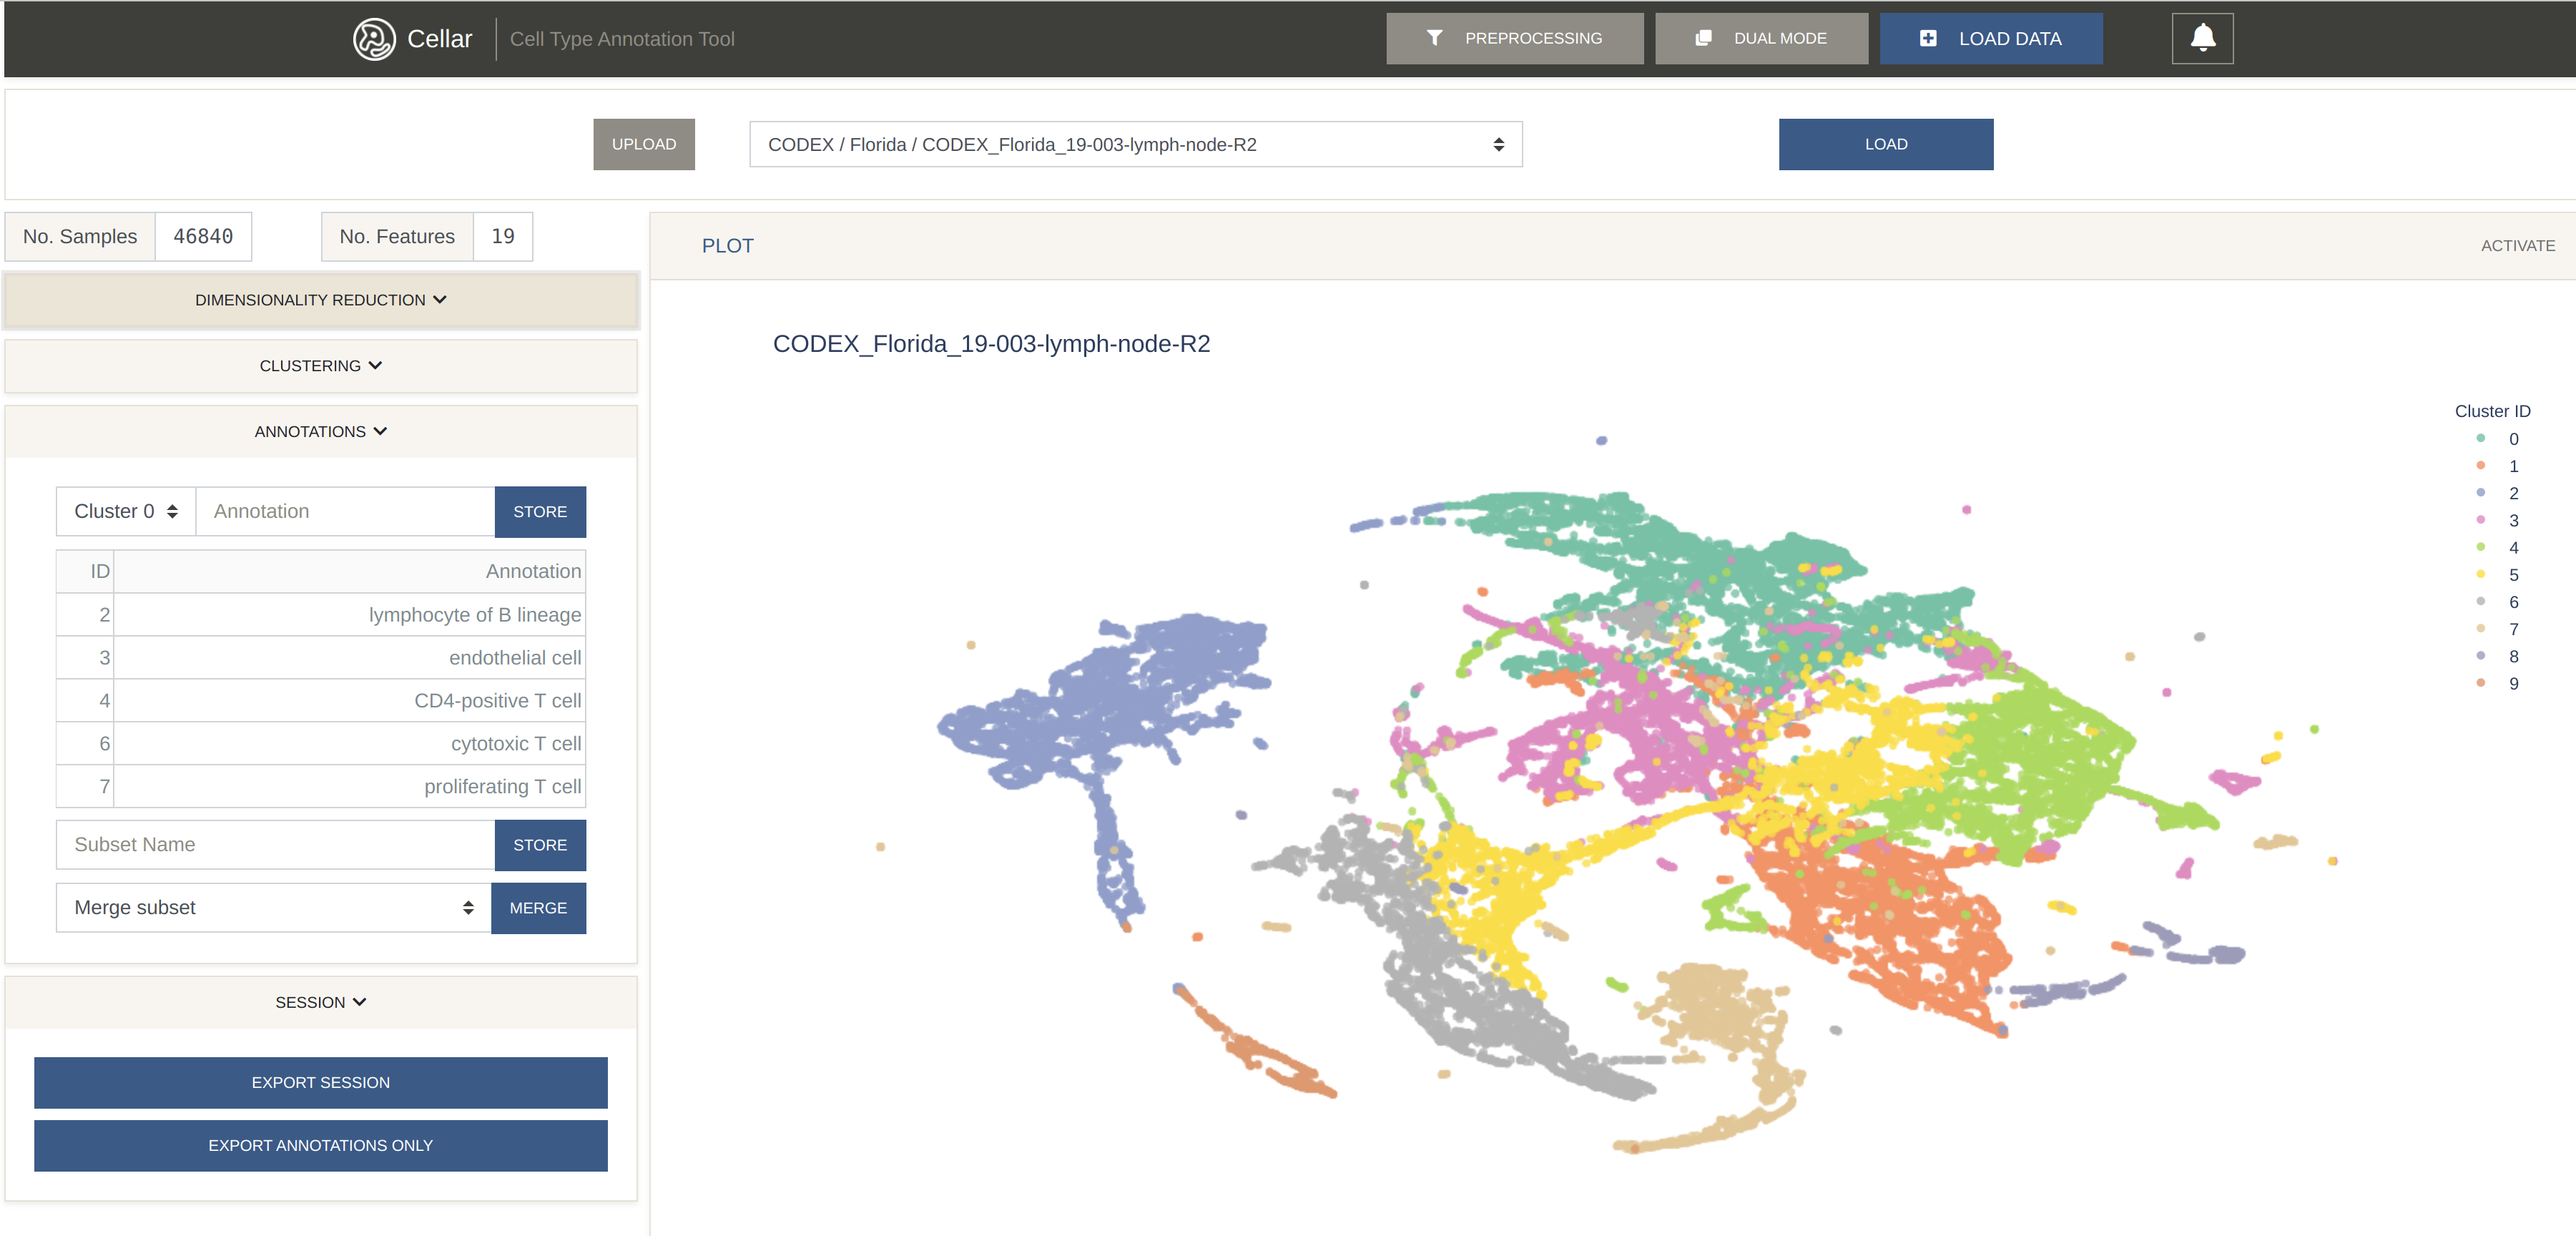 Cellar
Cell Type Annotation Tool
PREPROCESSING
DUAL MODE
LOAD DATA
UPLOAD
CODEX / Florida / CODEX_Florida_19-003-lymph-node-R2
LOAD
No. Samples 46840
No. Features 19
DIMENSIONALITY REDUCTION
CLUSTERING
ANNOTATIONS
Cluster 0 Annotation STORE
ID Annotation
2 lymphocyte of B lineage
3 endothelial cell
4 CD4-positive T cell
6 cytotoxic T cell
7 proliferating T cell
Subset Name STORE
Merge subset MERGE
SESSION
EXPORT SESSION
EXPORT ANNOTATIONS ONLY
PLOT
ACTIVATE
CODEX_Florida_19-003-lymph-node-R2
Cluster ID
0
1
2
3
4
5
6
7
8
9